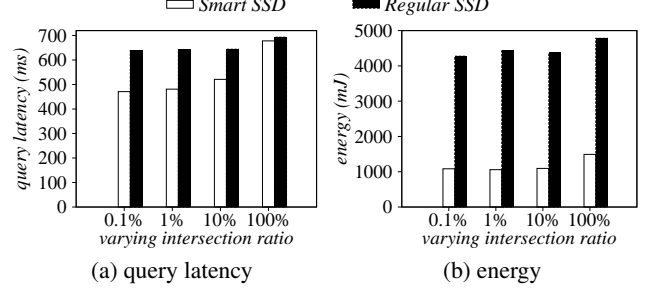 Smart SSD Regular SSD
700
600
500
400
300
200
100
0
query latency (ms)
0.1% 1% 10% 100%
varying intersection ratio
(a) query latency
5000
4000
3000
2000
1000
0
energy (mJ)
0.1% 1% 10% 100%
varying intersection ratio
(b) energy